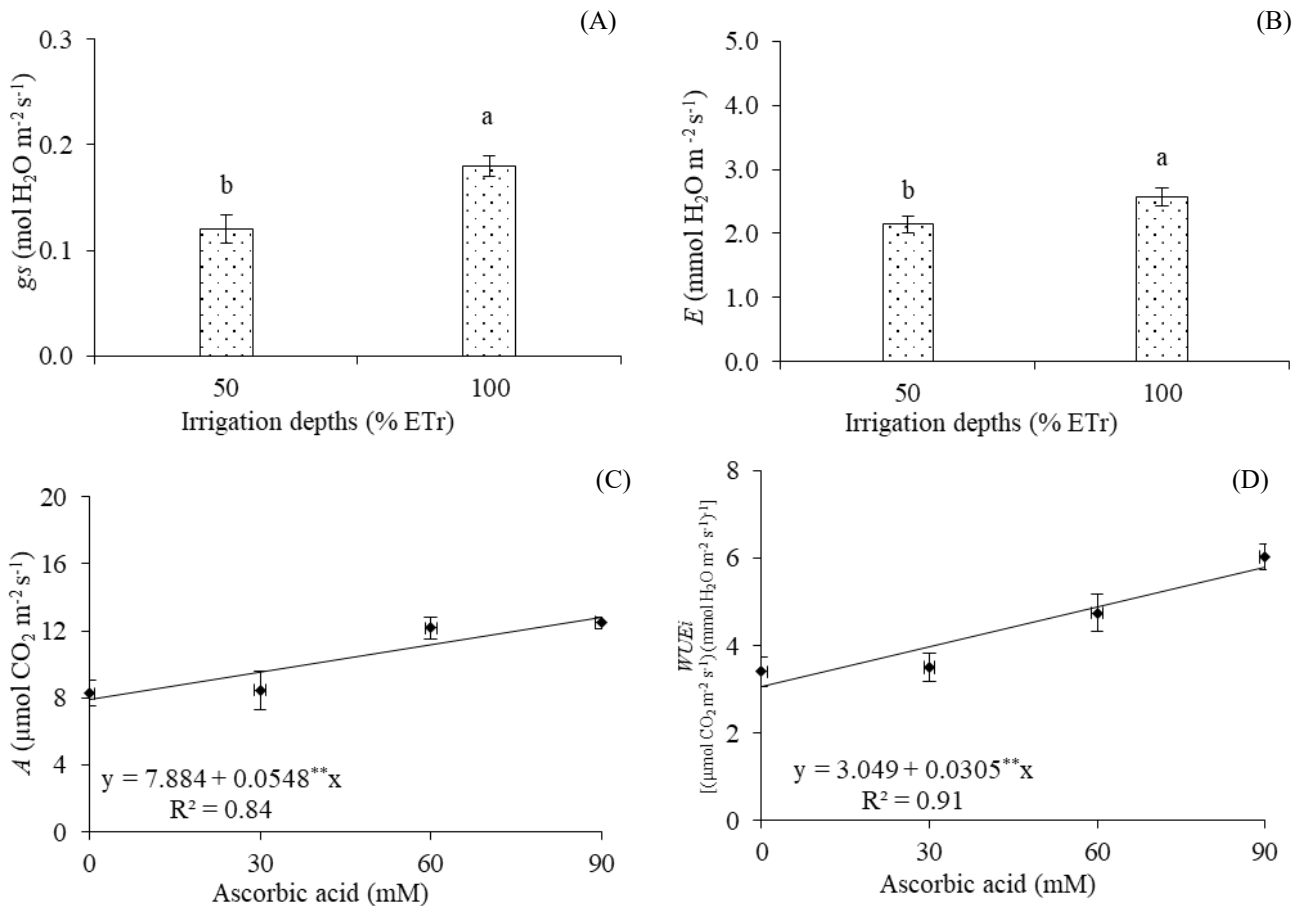 (A)
0.3
0.2
0.1
0.0
gs (mol H₂O m⁻² s⁻¹)
b
a
50 100
Irrigation depths (% ETr)
(B)
5.0
4.0
3.0
2.0
1.0
0.0
E (mmol H₂O m⁻² s⁻¹)
b
a
50 100
Irrigation depths (% ETr)
(C)
20
16
12
8
4
0
A (µmol CO₂ m⁻² s⁻¹)
y = 7.884 + 0.0548**x
R² = 0.84
0 30 60 90
Ascorbic acid (mM)
(D)
8
6
4
2
0
WUEi
[(µmol CO₂ m⁻² s⁻¹) (mmol H₂O m⁻² s⁻¹)⁻¹]
y = 3.049 + 0.0305**x
R² = 0.91
0 30 60 90
Ascorbic acid (mM)